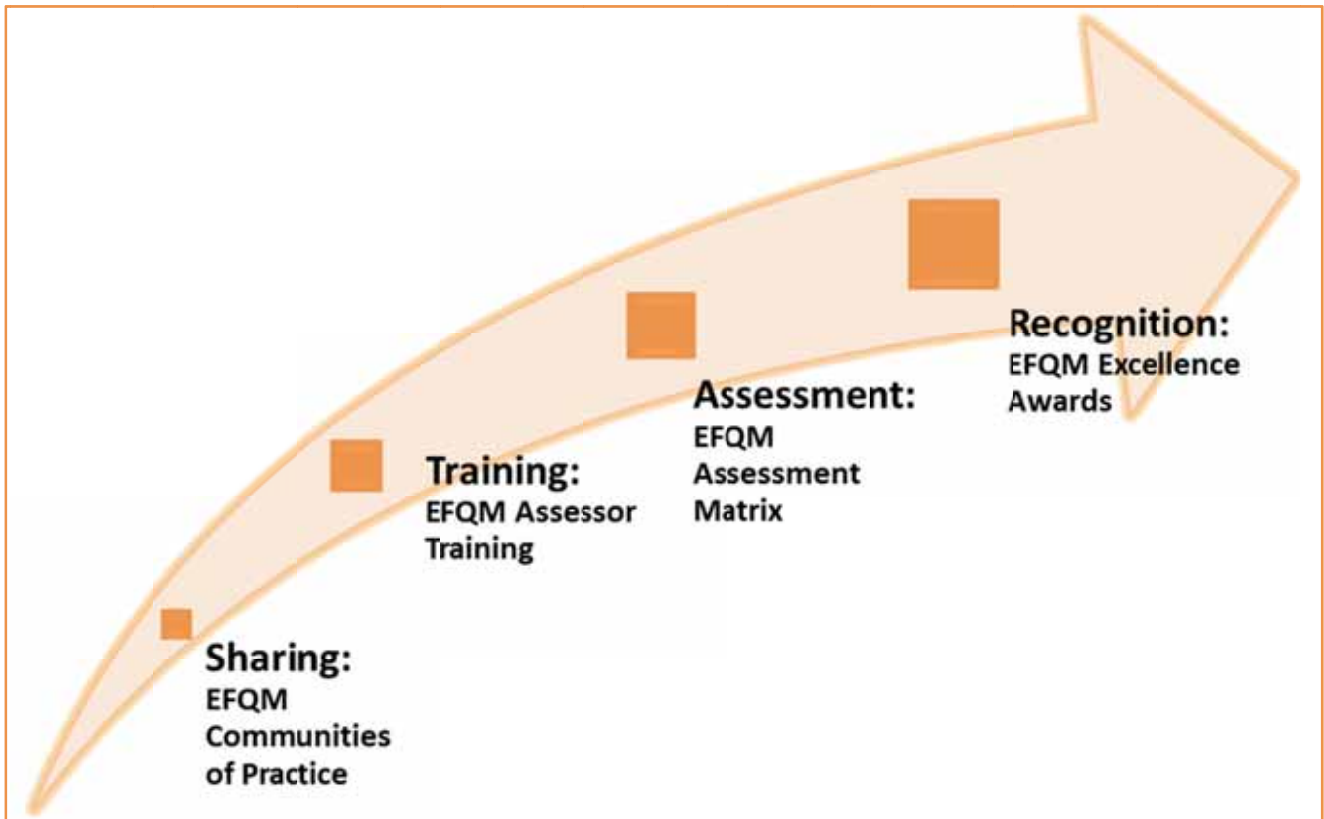 Sharing:
EFQM
Communities
of Practice
Training:
EFQM Assessor
Training
Assessment:
EFQM
Assessment
Matrix
Recognition:
EFQM Excellence
Awards